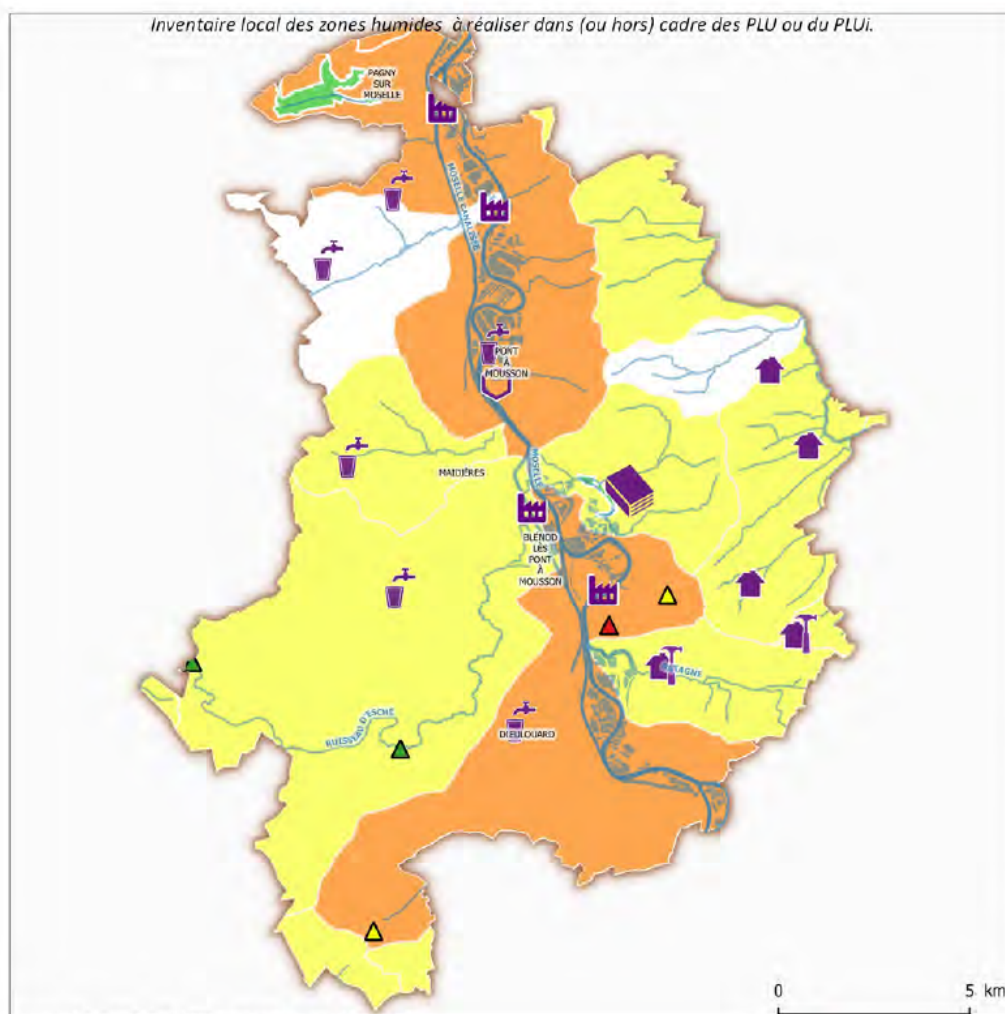 Inventaire local des zones humides à réaliser dans (ou hors) cadre des PLU ou du PLUi.
PAGNY
SUR
MOSELLE
MOSELLE CANALISÉE
PONT
À
MOUSSON
MAIDIÈRES
MOSELLE
BLENOD
LÈS
PONT
À
MOUSSON
RUISSEAU D'ESCHE
DIEULOUARD
0 5 km